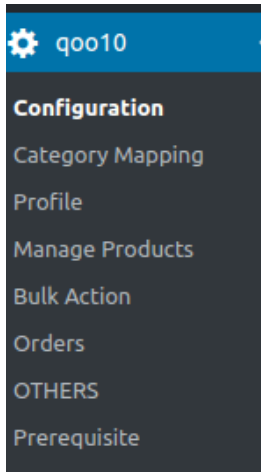 qoo10
Configuration
Category Mapping
Profile
Manage Products
Bulk Action
Orders
OTHERS
Prerequisite